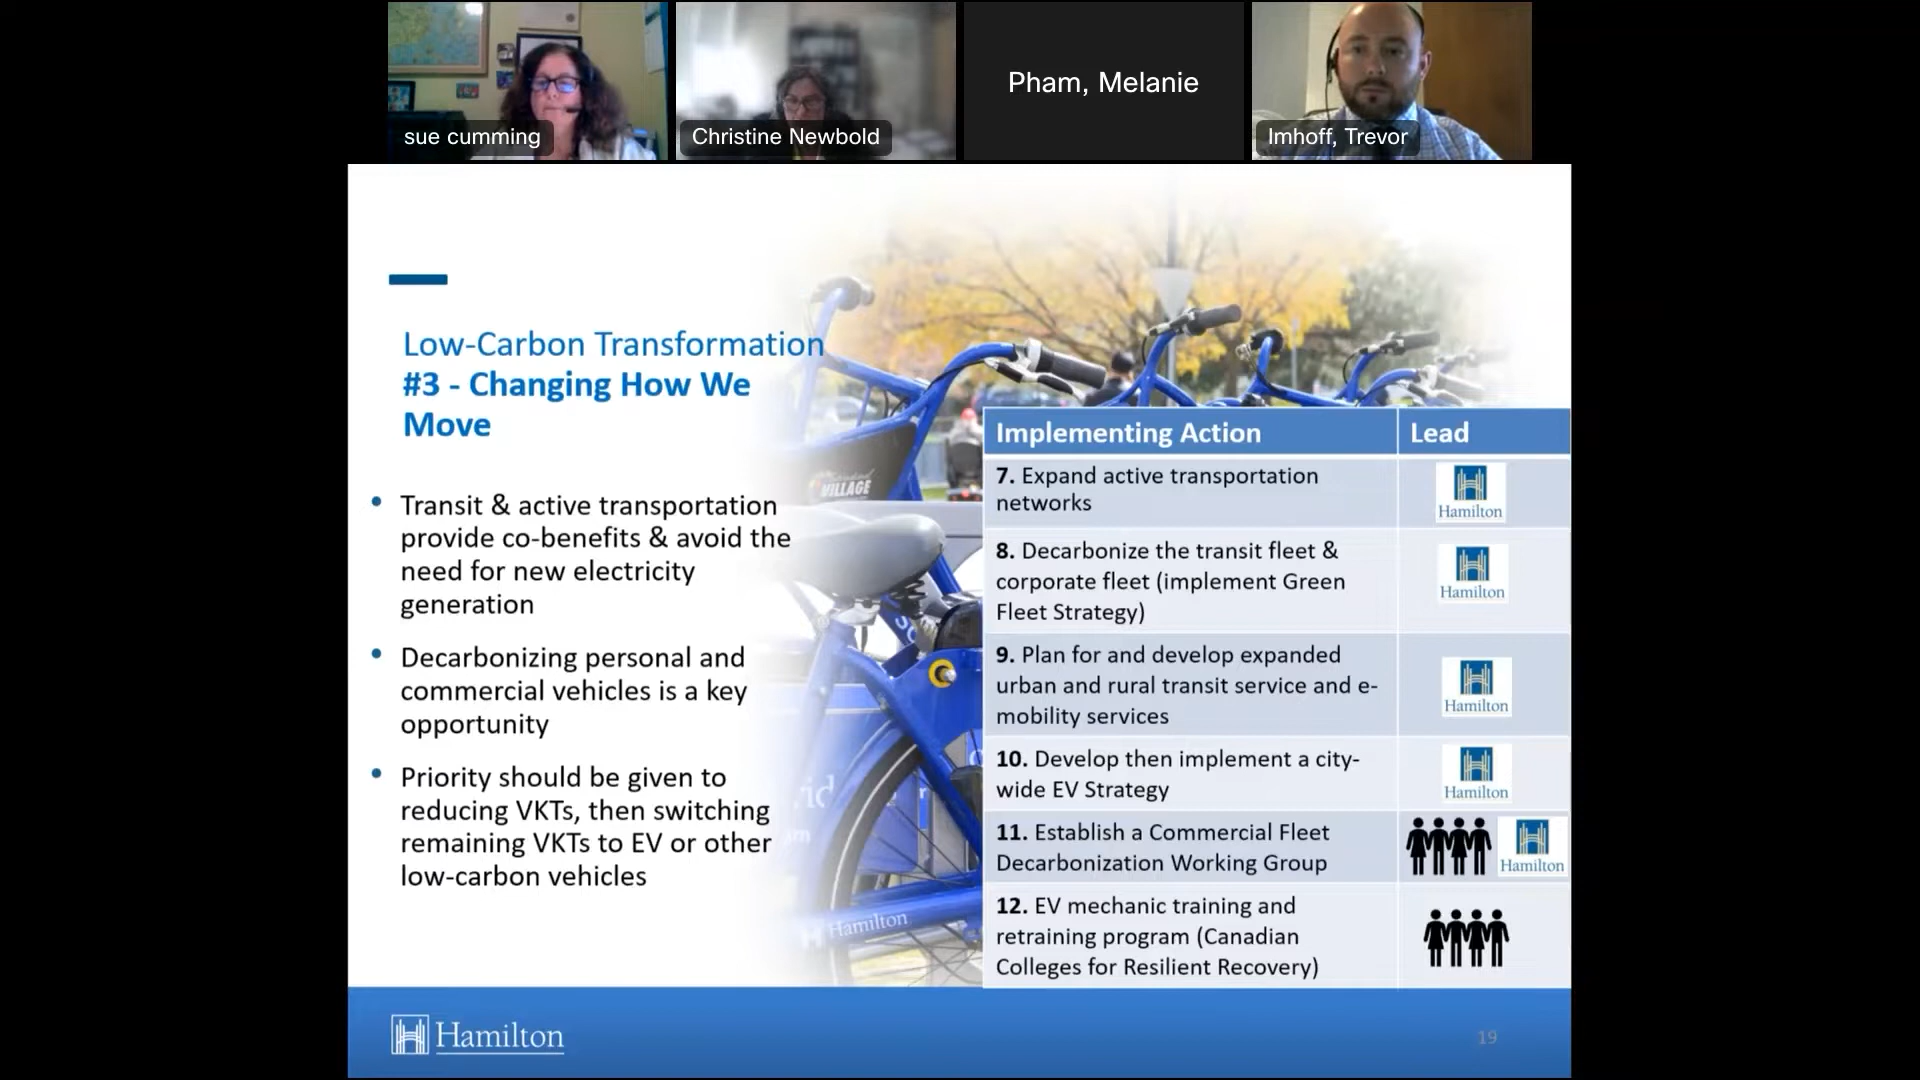 sue cumming
Christine Newbold
Pham, Melanie
Imhoff, Trevor
Low-Carbon Transformation
#3 - Changing How We
Move
• Transit & active transportation
provide co-benefits & avoid the
need for new electricity
generation
• Decarbonizing personal and
commercial vehicles is a key
opportunity
• Priority should be given to
reducing VKTs, then switching
remaining VKTs to EV or other
low-carbon vehicles
VILLAGE
Hamilton
Implementing Action Lead
7. Expand active transportation
networks
Hamilton
8. Decarbonize the transit fleet &
corporate fleet (implement Green
Fleet Strategy)
Hamilton
9. Plan for and develop expanded
urban and rural transit service and e-
mobility services
Hamilton
10. Develop then implement a city-
wide EV Strategy
Hamilton
11. Establish a Commercial Fleet
Decarbonization Working Group
Hamilton
12. EV mechanic training and
retraining program (Canadian
Colleges for Resilient Recovery)
Hamilton
19